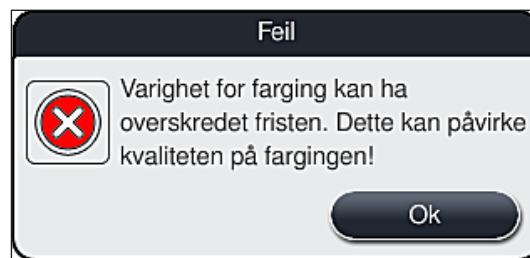 Feil
Varighet for farging kan ha
overskredet fristen. Dette kan påvirke
kvaliteten på fargingen!
Ok